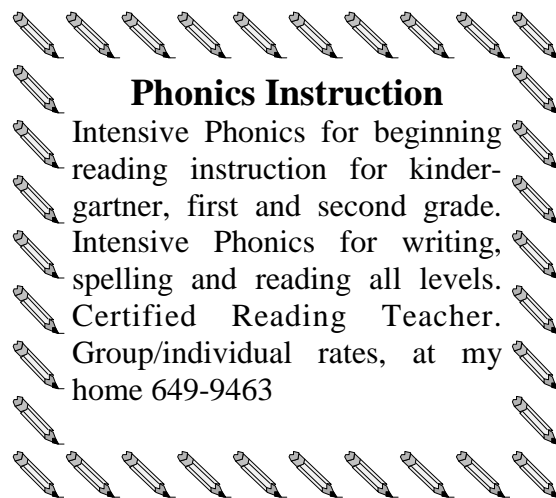 Phonics Instruction
Intensive Phonics for beginning
reading instruction for kinder-
gartner, first and second grade.
Intensive Phonics for writing,
spelling and reading all levels.
Certified Reading Teacher.
Group/individual rates, at my
home 649-9463